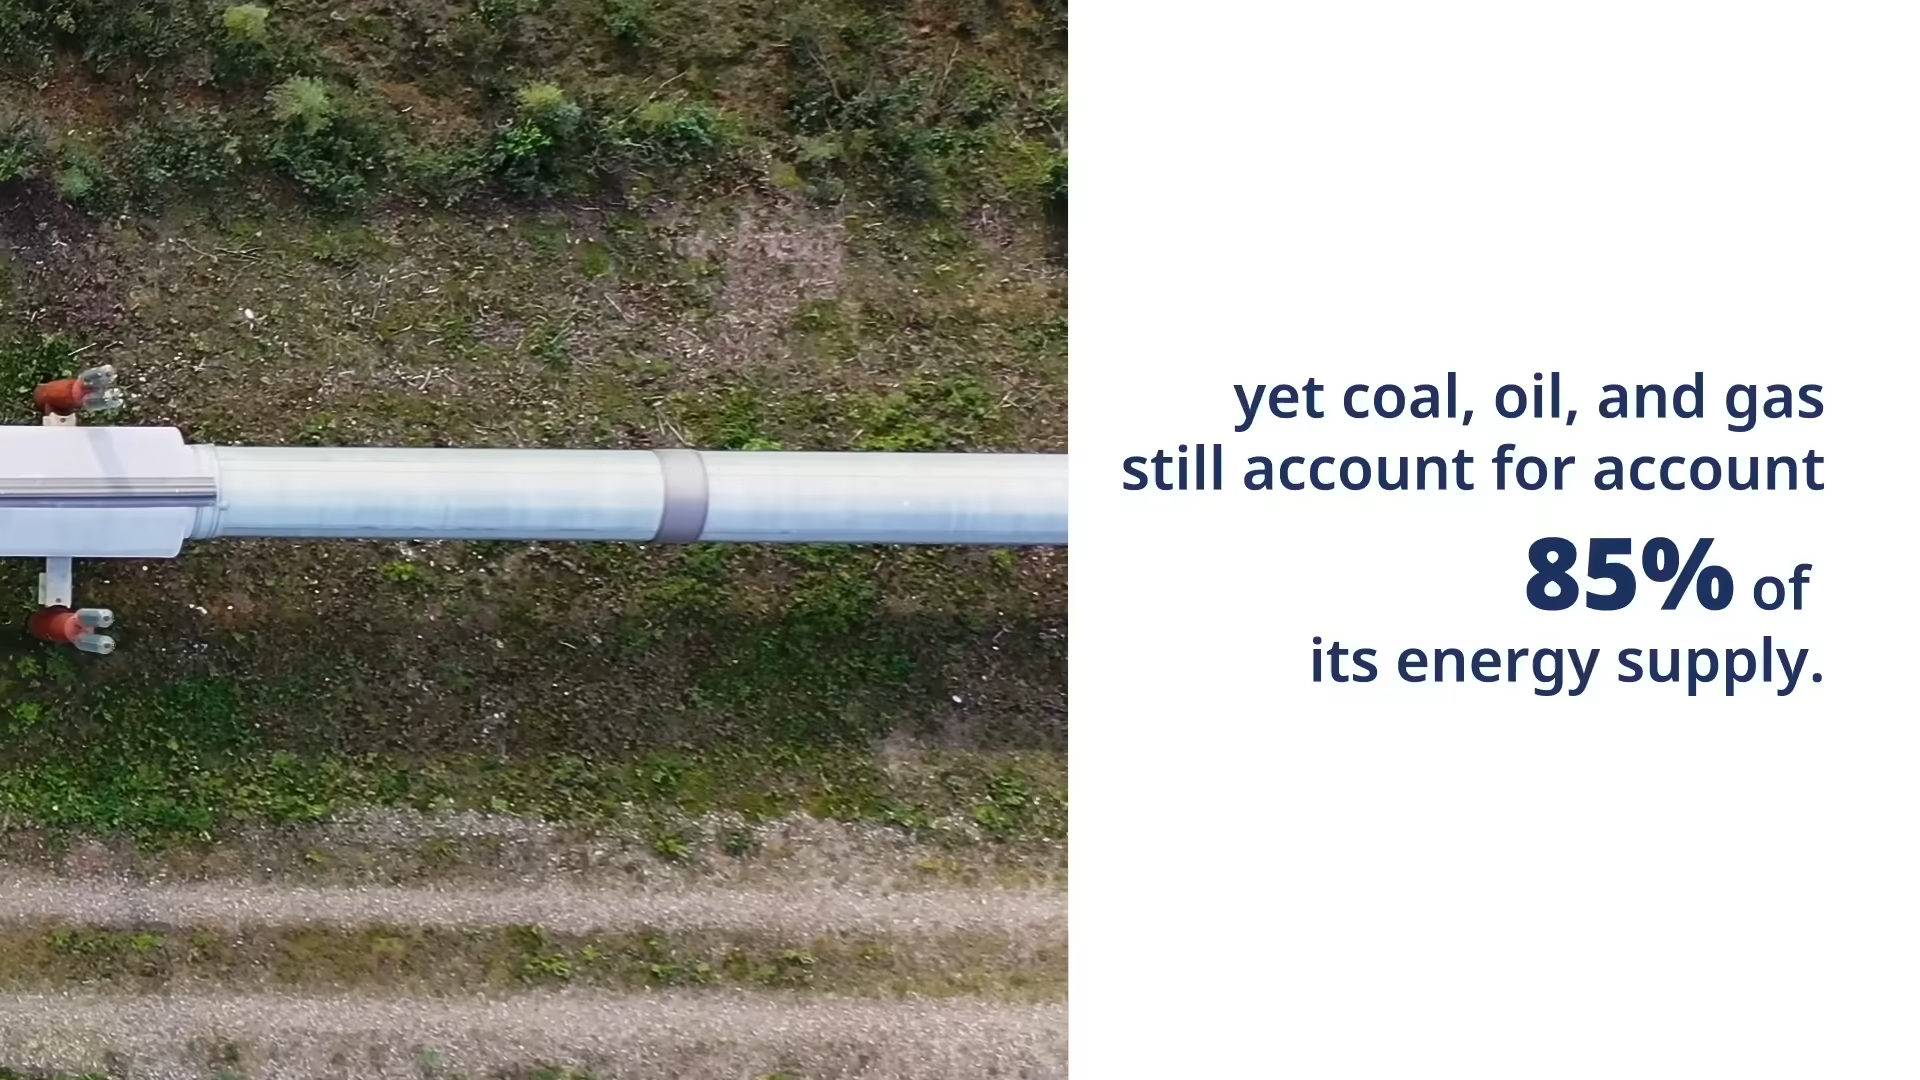 yet coal, oil, and gas
still account for account
85% of
its energy supply.